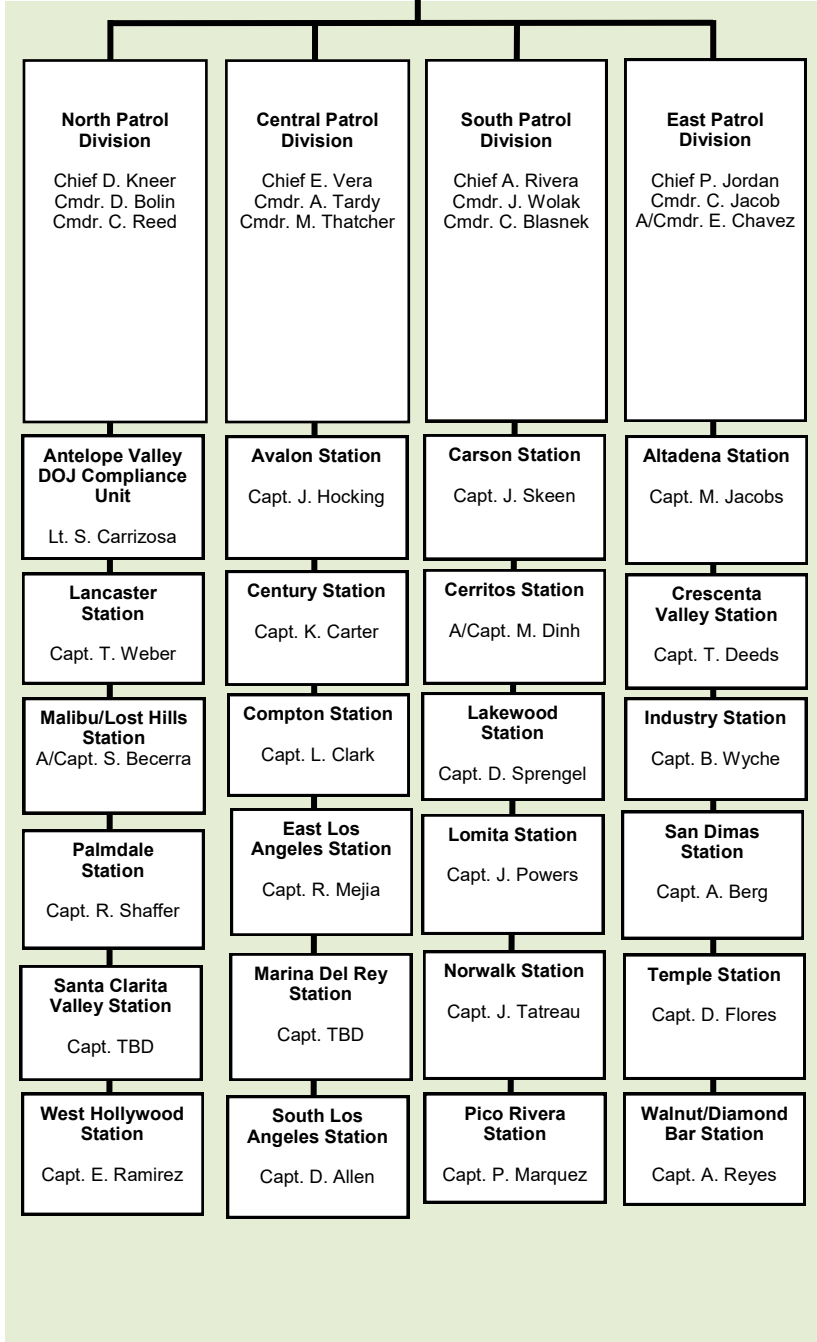 North Patrol
Division
Chief D. Kneer
Cmdr. D. Bolin
Cmdr. C. Reed
Antelope Valley
DOJ Compliance
Unit
Lt. S. Carrizosa
Lancaster
Station
Capt. T. Weber
Malibu/Lost Hills
Station
A/Capt. S. Becerra
Palmdale
Station
Capt. R. Shaffer
Santa Clarita
Valley Station
Capt. TBD
West Hollywood
Station
Capt. E. Ramirez
Central Patrol
Division
Chief E. Vera
Cmdr. A. Tardy
Cmdr. M. Thatcher
Avalon Station
Capt. J. Hocking
Century Station
Capt. K. Carter
Compton Station
Capt. L. Clark
East Los
Angeles Station
Capt. R. Mejia
Marina Del Rey
Station
Capt. TBD
South Los
Angeles Station
Capt. D. Allen
South Patrol
Division
Chief A. Rivera
Cmdr. J. Wolak
Cmdr. C. Blasnek
Carson Station
Capt. J. Skeen
Cerritos Station
A/Capt. M. Dinh
Lakewood
Station
Capt. D. Sprengel
Lomita Station
Capt. J. Powers
Norwalk Station
Capt. J. Tatreau
Pico Rivera
Station
Capt. P. Marquez
East Patrol
Division
Chief P. Jordan
Cmdr. C. Jacob
A/Cmdr. E. Chavez
Altadena Station
Capt. M. Jacobs
Crescenta
Valley Station
Capt. T. Deeds
Industry Station
Capt. B. Wyche
San Dimas
Station
Capt. A. Berg
Temple Station
Capt. D. Flores
Walnut/Diamond
Bar Station
Capt. A. Reyes